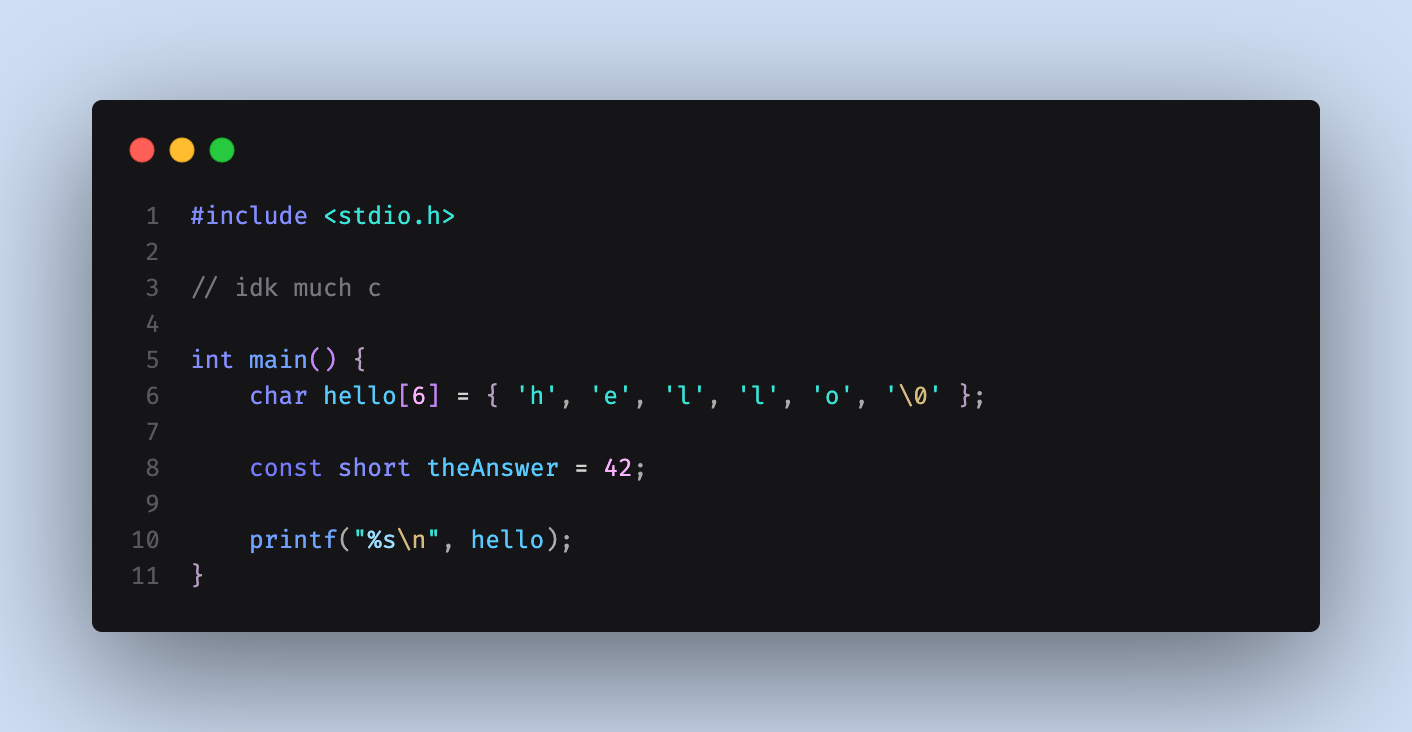 1 #include <stdio.h>
2
3 // idk much c
4
5 int main() {
6     char hello[6] = { 'h', 'e', 'l', 'l', 'o', '\0' };
7
8     const short theAnswer = 42;
9
10     printf("%s\n", hello);
11 }